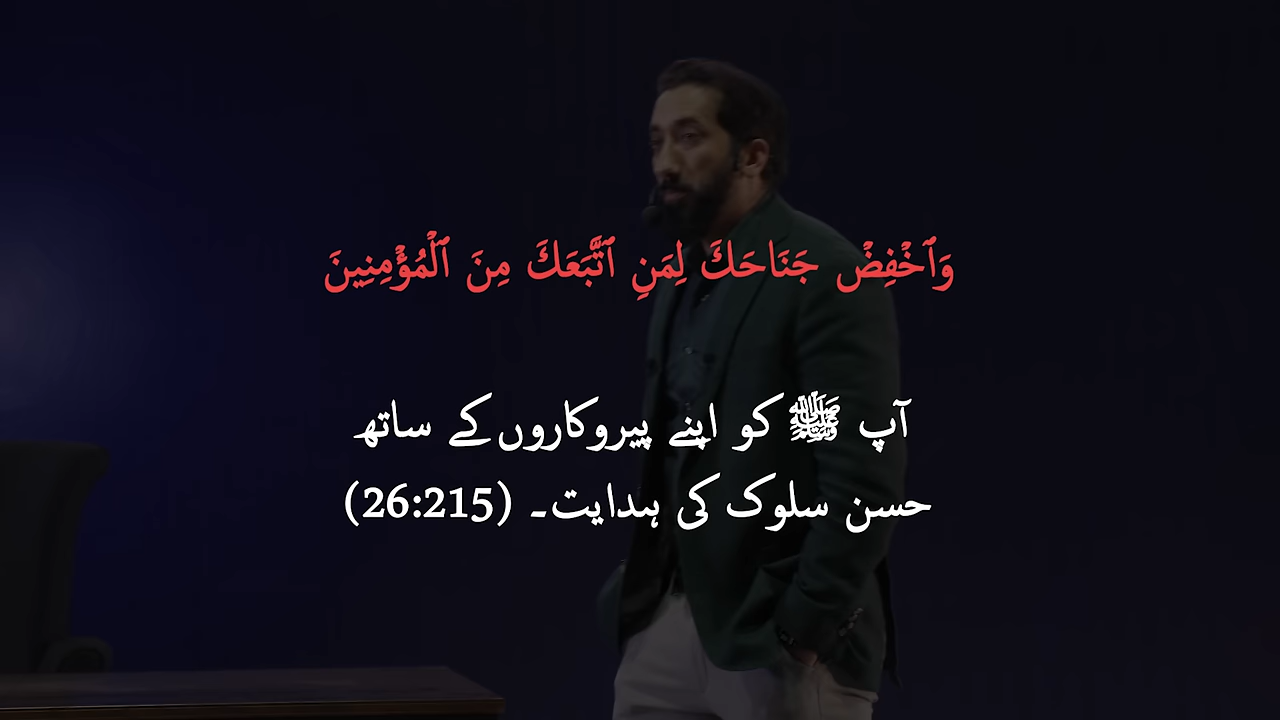 وَٱخْفِضْ جَنَاحَكَ لِمَنِ ٱتَّبَعَكَ مِنَ ٱلْمُؤْمِنِينَ
آپ ﷺ کو اپنے پیروکاروں کے ساتھ
حسن سلوک کی ہدایت۔ (26:215)